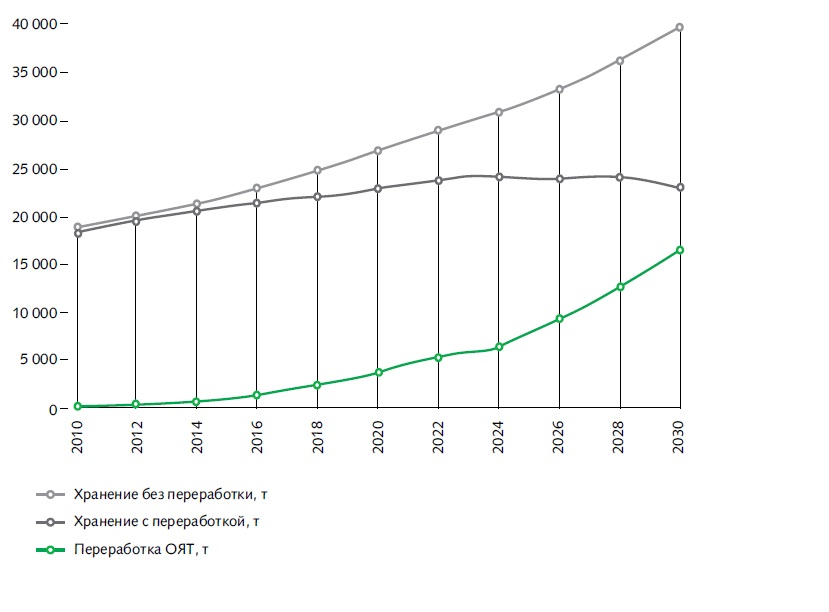 40 000
35 000
30 000
25 000
20 000
15 000
10 000
5 000
0
2010 2012 2014 2016 2018 2020 2022 2024 2026 2028 2030
Хранение без переработки, т
Хранение с переработкой, т
Переработка ОЯТ, т